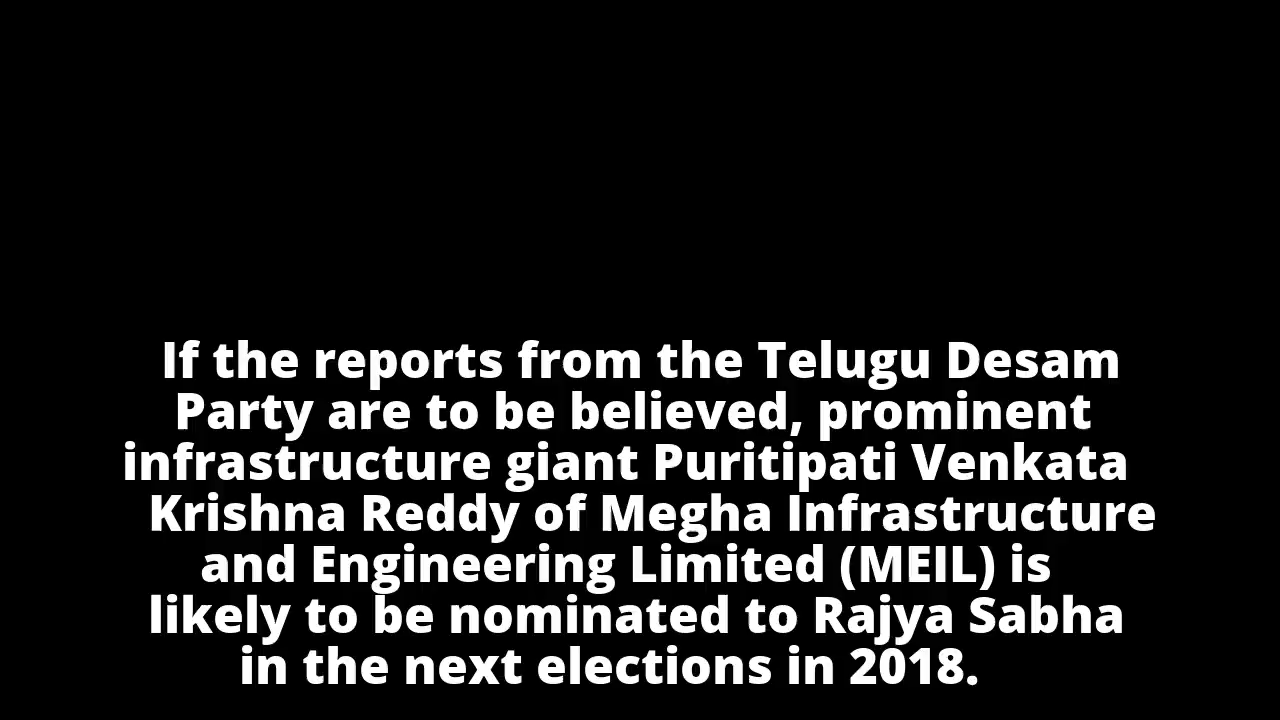 If the reports from the Telugu Desam
Party are to be believed, prominent
infrastructure giant Puritipati Venkata
Krishna Reddy of Megha Infrastructure
and Engineering Limited (MEIL) is
likely to be nominated to Rajya Sabha
in the next elections in 2018.